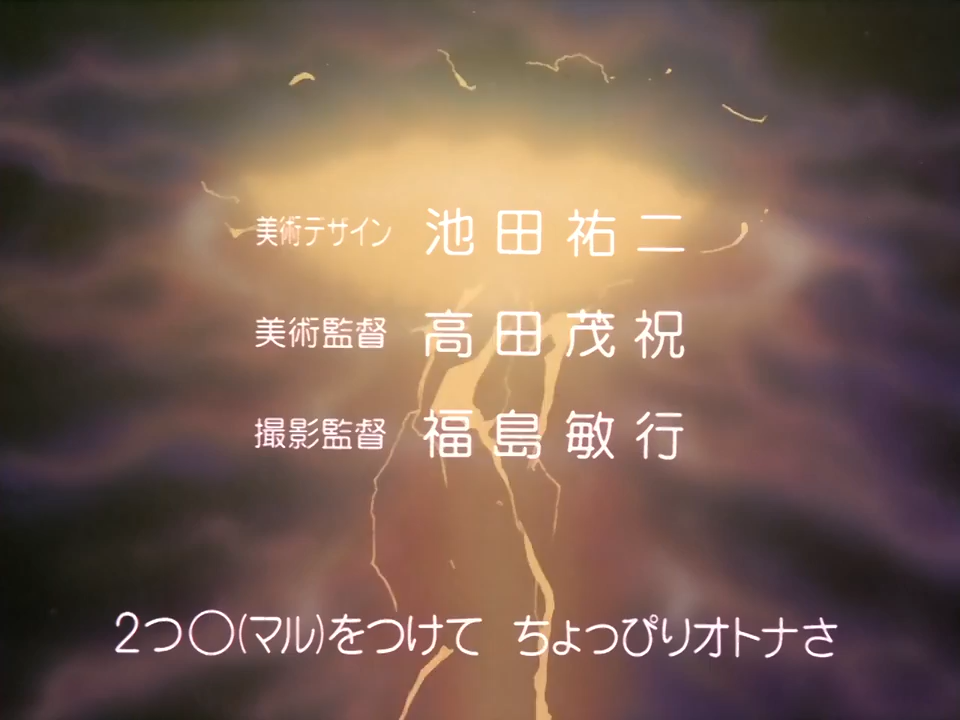 美術デザイン 池田祐二
美術監督 高田茂祝
撮影監督 福島敏行
2つ○(マル)をつけて ちょっぴりオトナさ